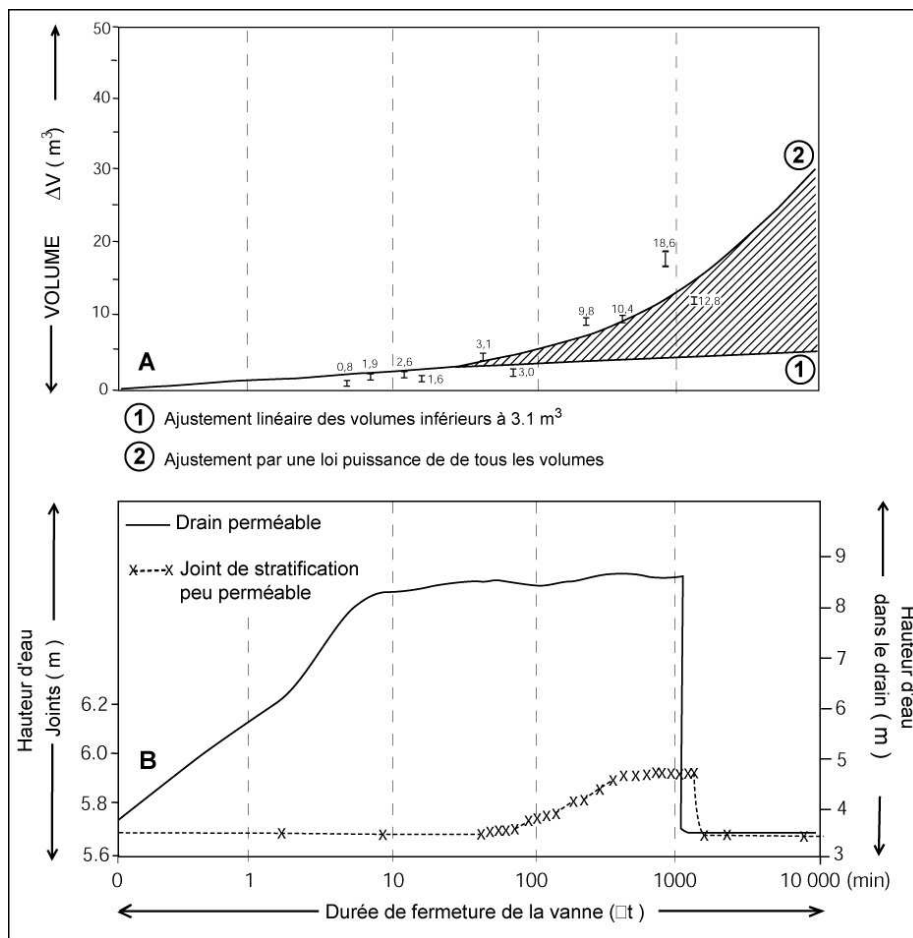 VOLUME ΔV ( m³)
50
40
30
20
10
0
A
0,8
1,9
2,6
1,6
3,1
3,0
9,8
10,4
18,6
12,8
2
1
1 Ajustement linéaire des volumes inférieurs à 3.1 m³
2 Ajustement par une loi puissance de de tous les volumes
Drain perméable
x-----x Joint de stratification
peu perméable
Hauteur d'eau
Joints ( m )
6.2
6.0
5.8
5.6
B
9
8
7
6
5
4
3
Hauteur d'eau
dans le drain ( m )
0 1 10 100 1000 10 000 (min)
Durée de fermeture de la vanne (□t )